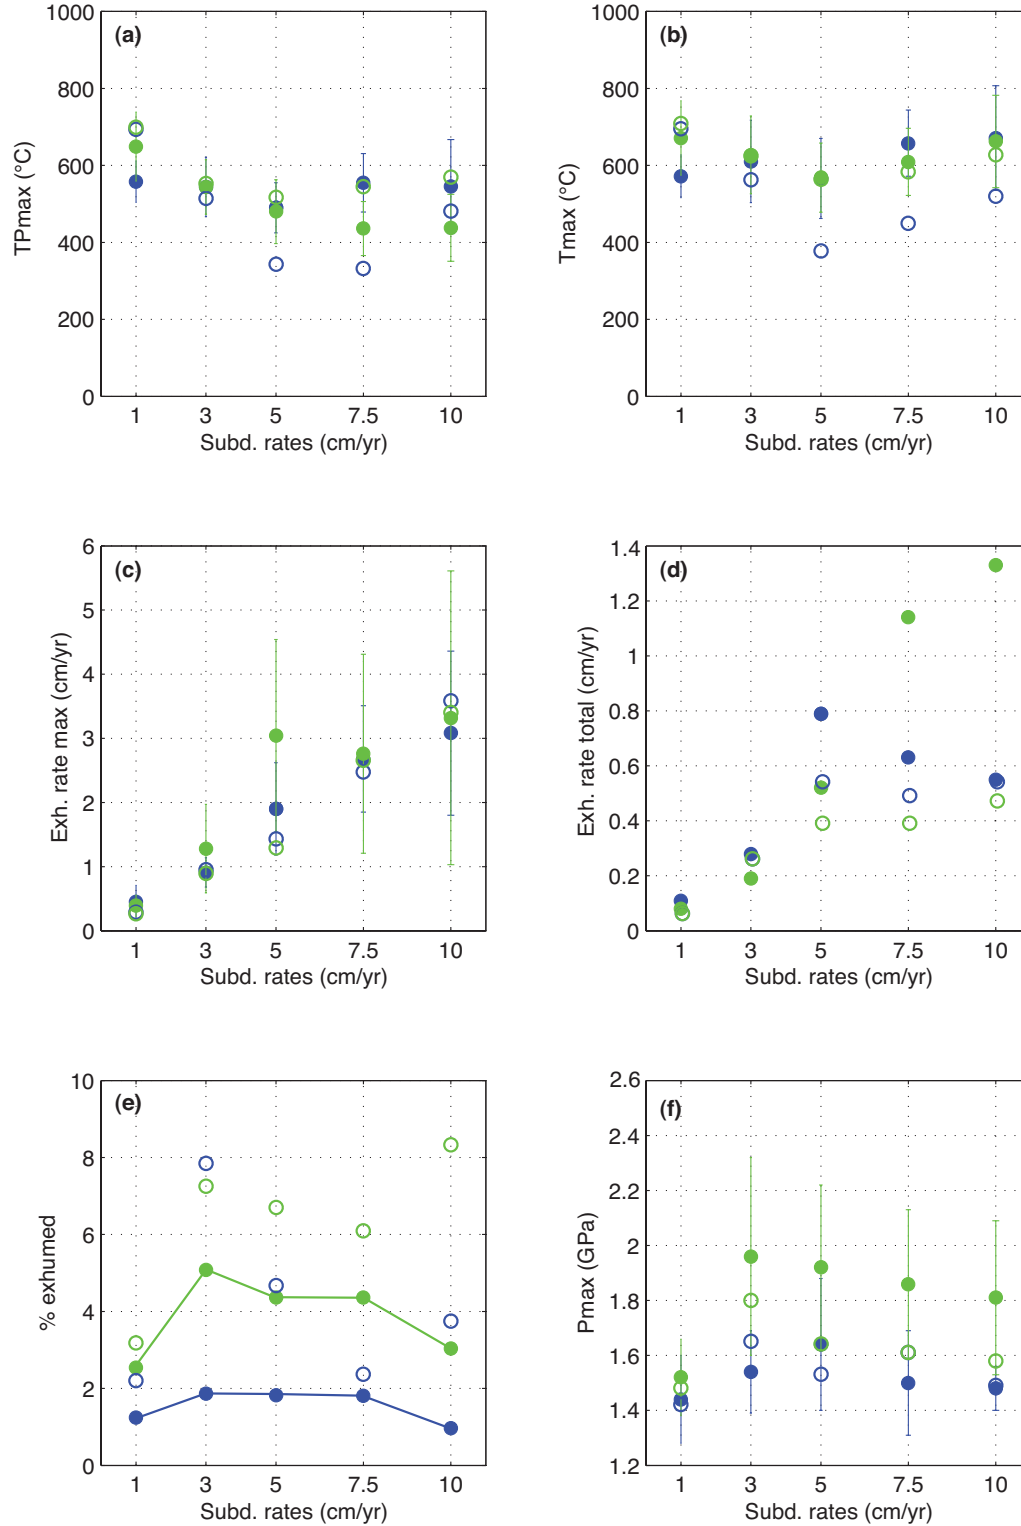 (a)
1000
800
600
400
200
0
TPmax (°C)
1 3 5 7.5 10
Subd. rates (cm/yr)
(b)
1000
800
600
400
200
0
Tmax (°C)
1 3 5 7.5 10
Subd. rates (cm/yr)
(c)
6
5
4
3
2
1
0
Exh. rate max (cm/yr)
1 3 5 7.5 10
Subd. rates (cm/yr)
(d)
1.4
1.2
1
0.8
0.6
0.4
0.2
0
Exh. rate total (cm/yr)
1 3 5 7.5 10
Subd. rates (cm/yr)
(e)
10
8
6
4
2
0
% exhumed
1 3 5 7.5 10
Subd. rates (cm/yr)
(f)
2.6
2.4
2.2
2
1.8
1.6
1.4
1.2
Pmax (GPa)
1 3 5 7.5 10
Subd. rates (cm/yr)